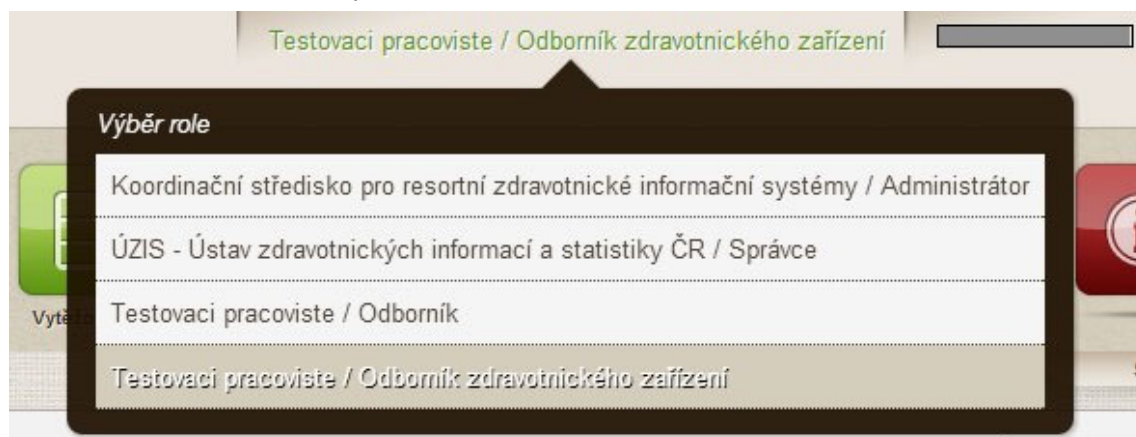 Testovaci pracoviste / Odborník zdravotnického zařízení
Výběr role
Koordinační středisko pro resortní zdravotnické informační systémy / Administrátor
ÚZIS - Ústav zdravotnických informací a statistiky ČR / Správce
Testovaci pracoviste / Odborník
Testovaci pracoviste / Odborník zdravotnického zařízení